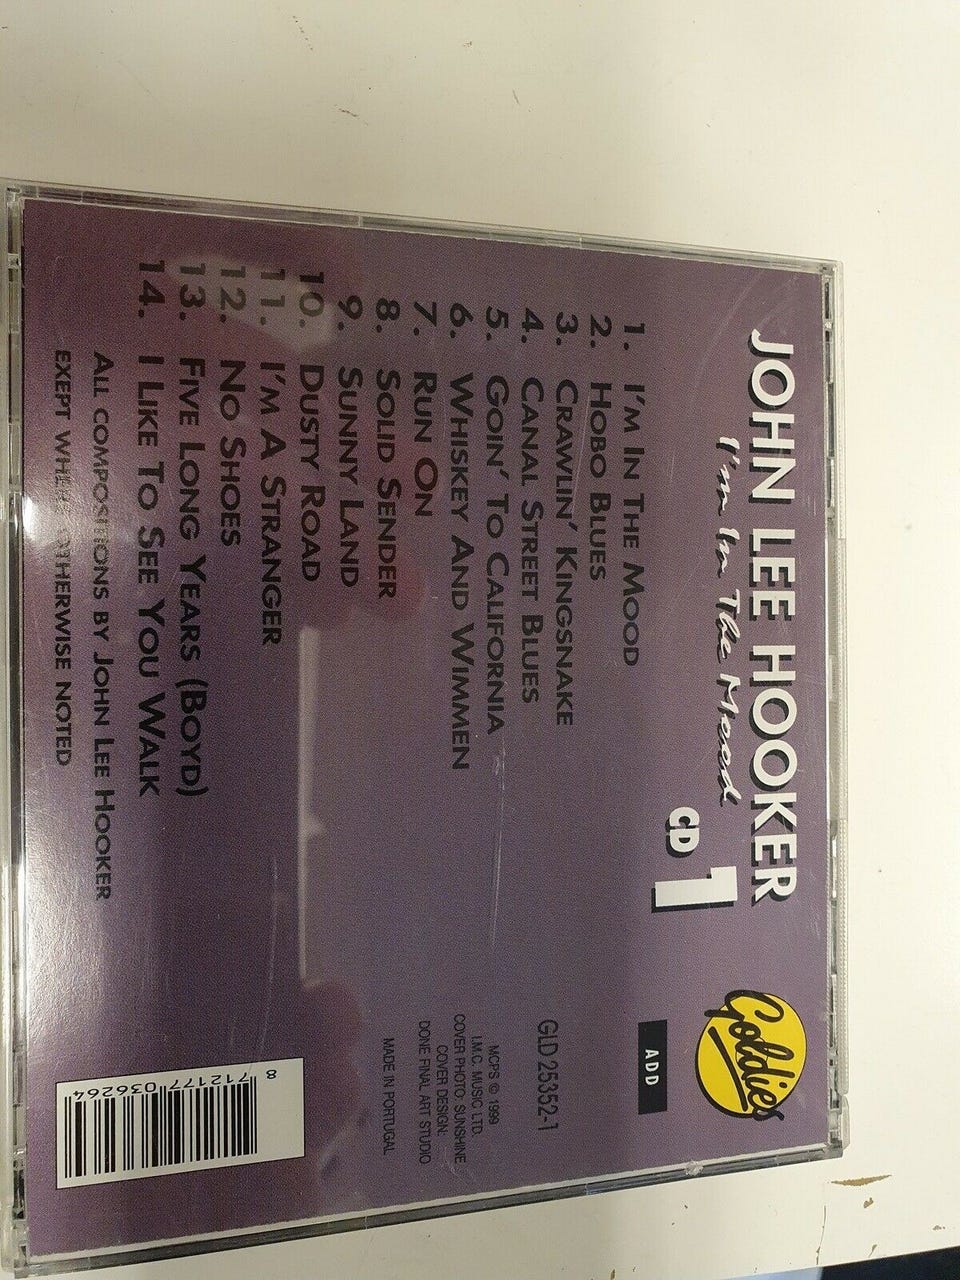 JOHN LEE HOOKER
I'm In The Mood
CD 1
Goldies
ADD
1. I'M IN THE MOOD
2. HOBO BLUES
3. CRAWLIN' KINGSNAKE
4. CANAL STREET BLUES
5. GOIN' TO CALIFORNIA
6. WHISKEY AND WIMMEN
7. RUN ON
8. SOLID SENDER
9. SUNNY LAND
10. DUSTY ROAD
11. I'M A STRANGER
12. NO SHOES
13. FIVE LONG YEARS (BOYD)
14. I LIKE TO SEE YOU WALK
ALL COMPOSITIONS BY JOHN LEE HOOKER
EXEPT WHERE OTHERWISE NOTED
GLD 25352-1
MCPS © 1999
I.M.C. MUSIC LTD.
COVER PHOTO: SUNSHINE
COVER DESIGN:
DONE FINAL ART STUDIO
MADE IN PORTUGAL
8 712177 036264